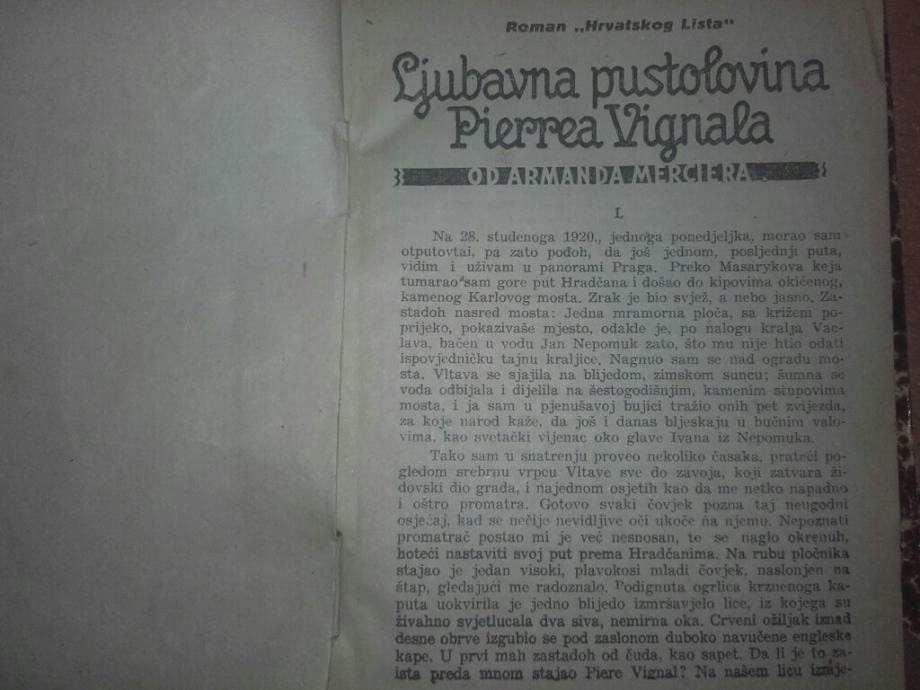 Roman „Hrvatskog Lista“
Ljubavna pustolovina
Pierrea Vignala
OD ARMANDA MERCIERA
I.
Na 28. studenoga 1920., jednoga ponedjeljka, morao sam
otputovtai, pa zato podoh, da još jednom, posljednji puta,
vidim i uživam u panorami Praga. Preko Masarykova keja
tumarao sam gore put Hradčana i došao do kipovima okićenog,
kamenog Karlovog mosta. Zrak je bio svjež, a nebo jasno. Za-
stadoh nasred mosta: Jedna mramorna ploča, sa križem po-
prijeko, pokazivaše mjesto, odakle je, po nalogu kralja Vac-
lava, bačen u vodu Jan Nepomuk zato, što mu nije htio odati
ispovjedničku tajnu kraljice. Nagnuo sam se nad ogradu mo-
sta. Vltava se sjajila na blijedom, zimskom suncu; šumna se
voda odbijala i dijelila na šestogodišnjim, kamenim stupovima
mosta, i ja sam u pjenušavoj bujici tražio onih pet zvijezda,
za koje narod kaže, da još i danas bljeskaju u bučnim valo-
vima, kao svetački vijenac oko glave Ivana iz Nepomuka.
Tako sam u snatrenju proveo nekoliko časaka, prateći po-
gledom srebrnu vrpcu Vltave sve do zavoja, koji zatvara ži-
dovski dio grada, i najednom osjetih kao da me netko napadno
i oštro promatra. Gotovo svaki čovjek pozna taj neugodni
osjećaj, kad se nečije nevidljive oči ukoče na njemu. Nepoznati
promatrač postao mi je već nesnosan, te se naglo okrenuh,
hoteći nastaviti svoj put prema Hradčanima. Na rubu pločnika
stajao je jedan visoki, plavokosi mladi čovjek, naslonjen na
štap, gledajući me radoznalo. Podignuta ogrlica krznenoga ka-
puta uokvirila je jedno blijedo izmršavjelo lice, iz kojega su
živahno svjetlucala dva siva, nemirna oka. Crveni ožiljak iznad
desne obrve izgubio se pod zaslonom duboko navučene engleske
kape. U prvi mah zastadoh od čuda, kao sapet. Da li je to za-
ista preda mnom stajao Piere Vignal? Na našem licu izmje-